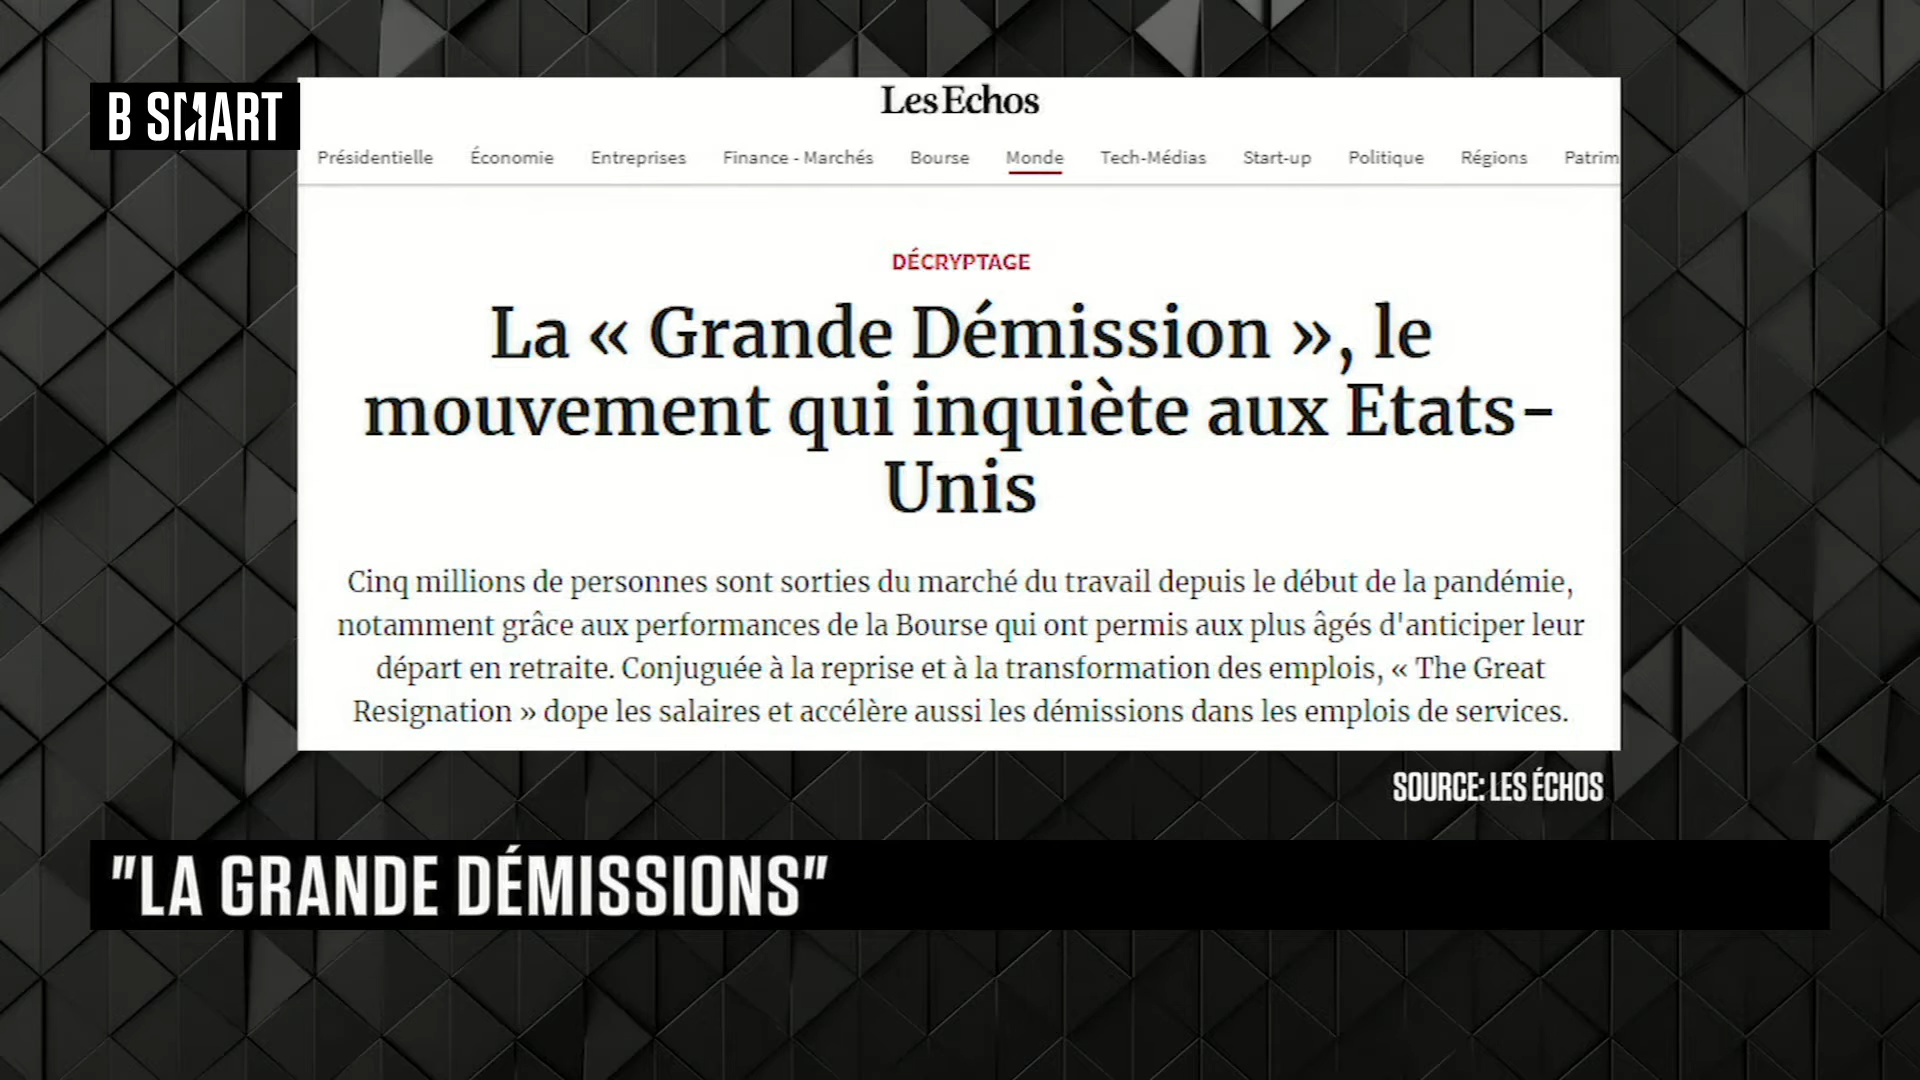 B SMART
Les Echos
Présidentielle Économie Entreprises Finance - Marchés Bourse Monde Tech-Médias Start-up Politique Régions Patrim
DÉCRYPTAGE
La « Grande Démission », le
mouvement qui inquiète aux Etats-
Unis
Cinq millions de personnes sont sorties du marché du travail depuis le début de la pandémie,
notamment grâce aux performances de la Bourse qui ont permis aux plus âgés d'anticiper leur
départ en retraite. Conjuguée à la reprise et à la transformation des emplois, « The Great
Resignation » dope les salaires et accélère aussi les démissions dans les emplois de services.
SOURCE: LES ÉCHOS
"LA GRANDE DÉMISSIONS"